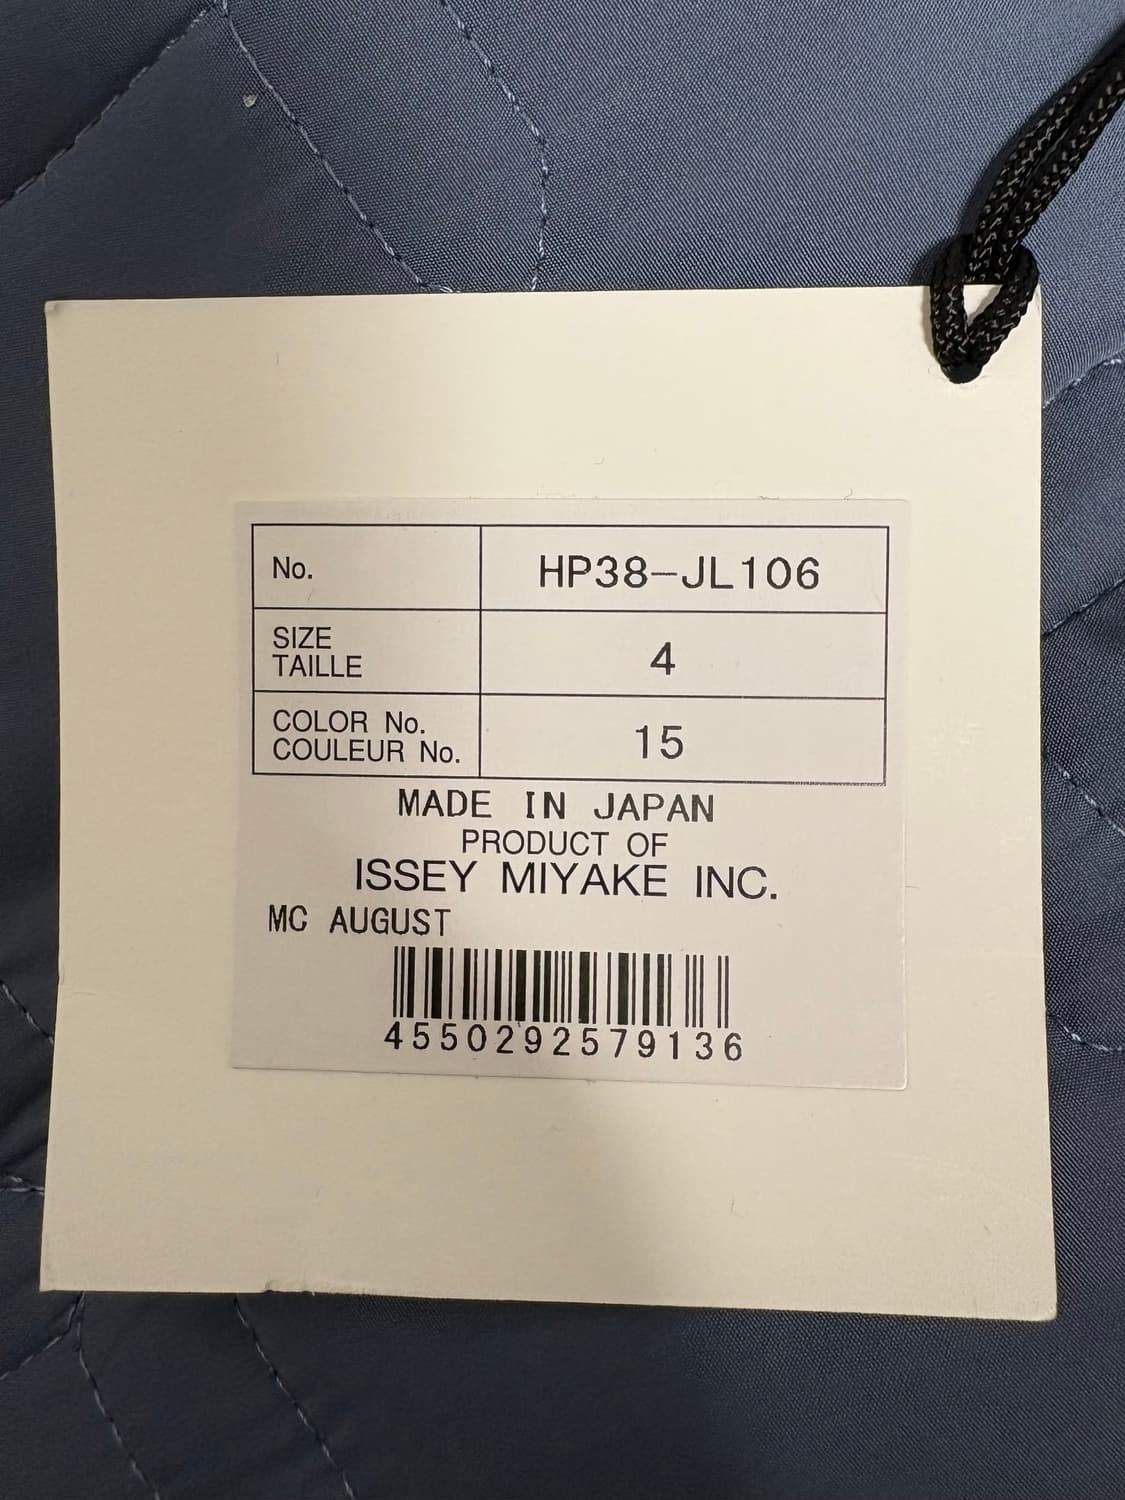 No. HP38-JL106
SIZE
TAILLE
4
COLOR No.
COULEUR No.
15
MADE IN JAPAN
PRODUCT OF
ISSEY MIYAKE INC.
MC AUGUST
4550292579136